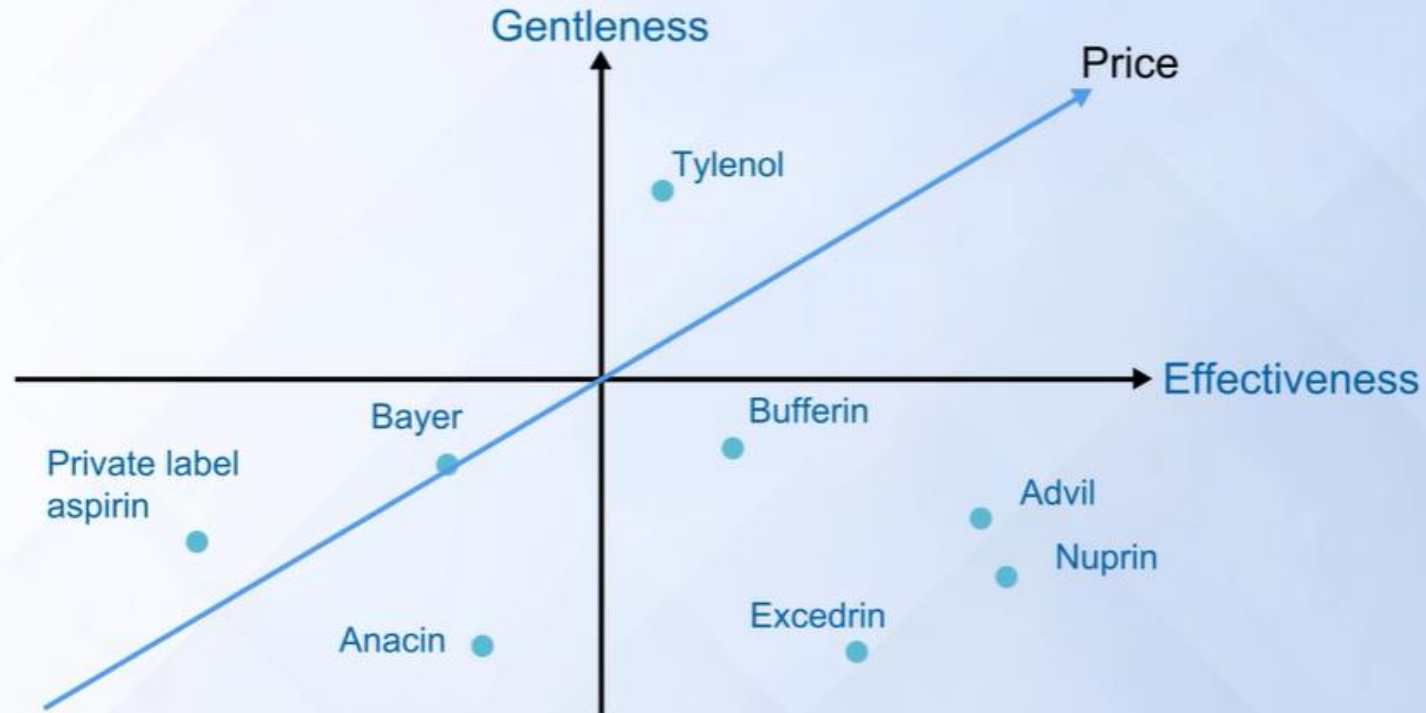 Gentleness
Price
Tylenol
Effectiveness
Bayer
Bufferin
Private label
aspirin
Advil
Nuprin
Excedrin
Anacin